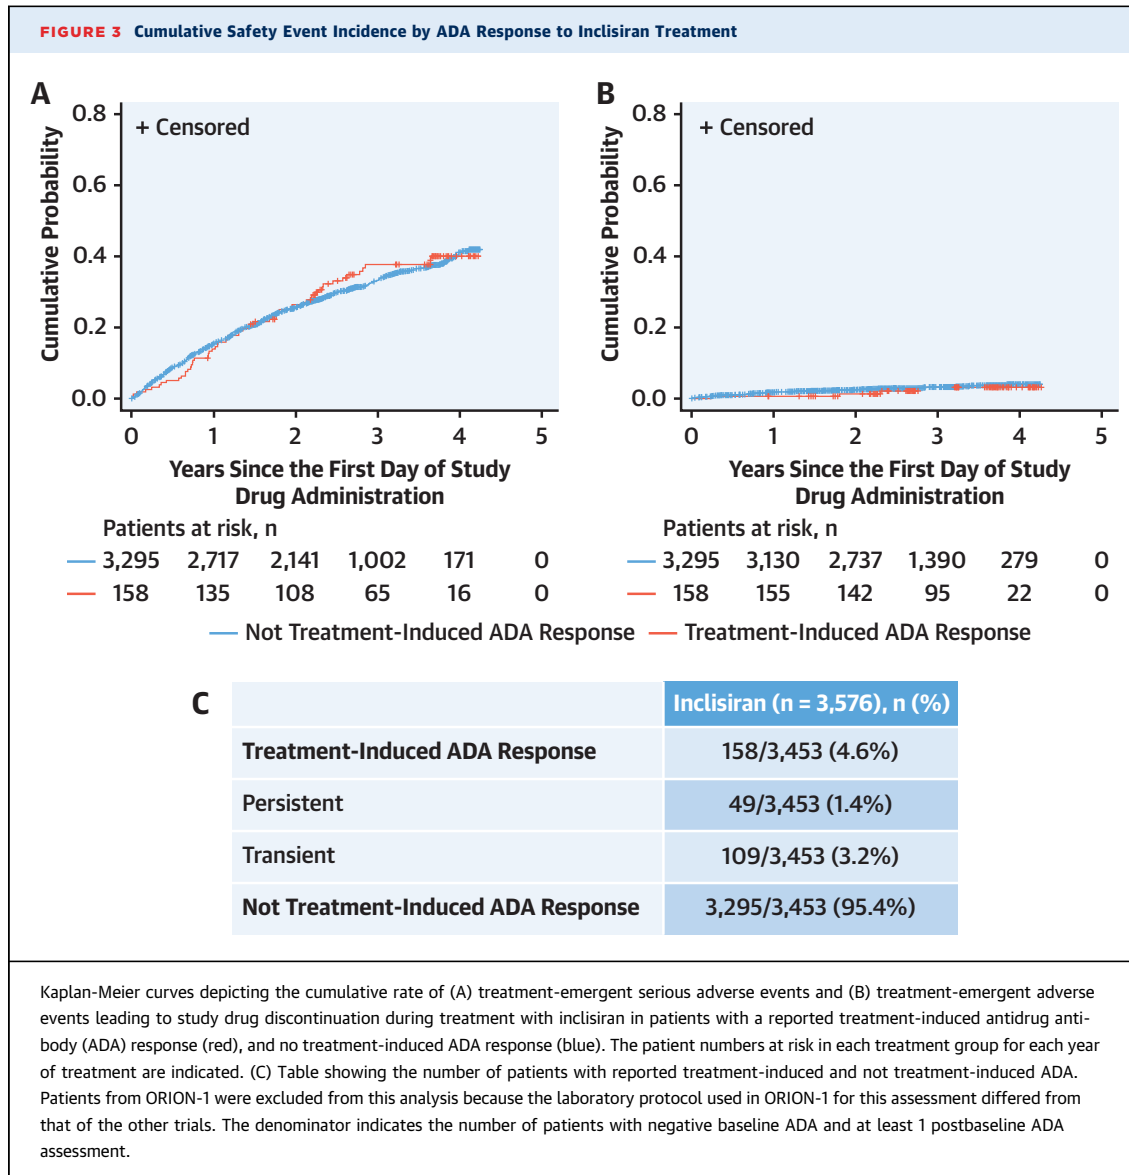 FIGURE 3 Cumulative Safety Event Incidence by ADA Response to Inclisiran Treatment
A
Cumulative Probability
0.8
0.6
0.4
0.2
0.0
+ Censored
0 1 2 3 4 5
Years Since the First Day of Study
Drug Administration
Patients at risk, n
3,295 2,717 2,141 1,002 171 0
158 135 108 65 16 0
B
Cumulative Probability
0.8
0.6
0.4
0.2
0.0
+ Censored
0 1 2 3 4 5
Years Since the First Day of Study
Drug Administration
Patients at risk, n
3,295 3,130 2,737 1,390 279 0
158 155 142 95 22 0
Not Treatment-Induced ADA Response Treatment-Induced ADA Response
C
Inclisiran (n = 3,576), n (%)
Treatment-Induced ADA Response 158/3,453 (4.6%)
Persistent 49/3,453 (1.4%)
Transient 109/3,453 (3.2%)
Not Treatment-Induced ADA Response 3,295/3,453 (95.4%)
Kaplan-Meier curves depicting the cumulative rate of (A) treatment-emergent serious adverse events and (B) treatment-emergent adverse
events leading to study drug discontinuation during treatment with inclisiran in patients with a reported treatment-induced antidrug anti-
body (ADA) response (red), and no treatment-induced ADA response (blue). The patient numbers at risk in each treatment group for each year
of treatment are indicated. (C) Table showing the number of patients with reported treatment-induced and not treatment-induced ADA.
Patients from ORION-1 were excluded from this analysis because the laboratory protocol used in ORION-1 for this assessment differed from
that of the other trials. The denominator indicates the number of patients with negative baseline ADA and at least 1 postbaseline ADA
assessment.